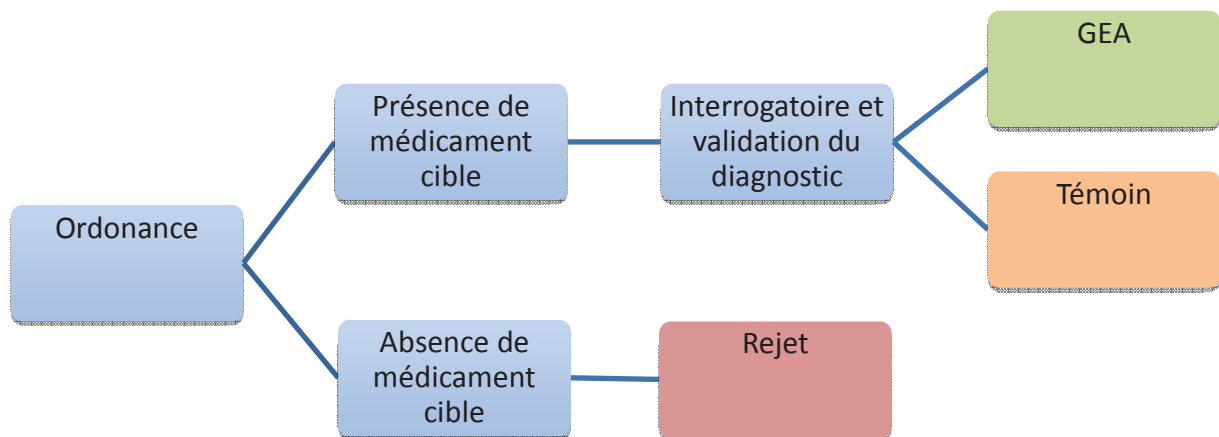 Ordonance
Présence de
médicament
cible
Interrogatoire et
validation du
diagnostic
GEA
Témoin
Absence de
médicament
cible
Rejet